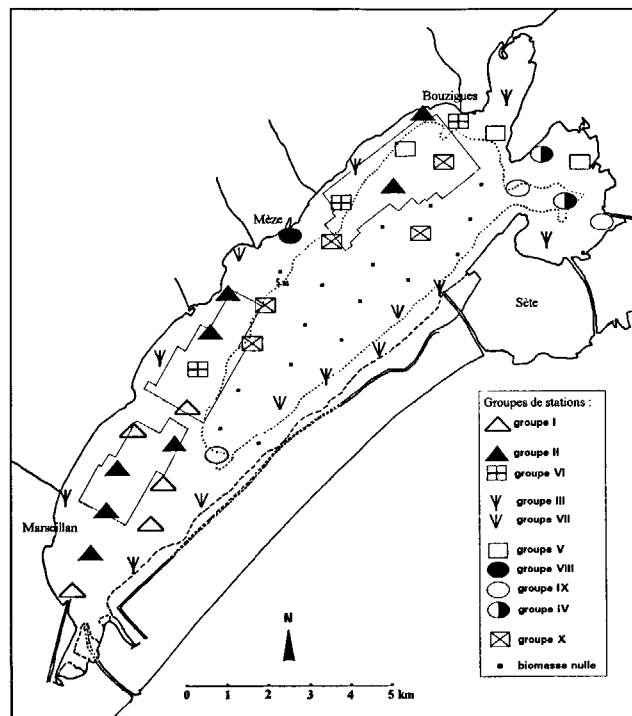 Bouzigues
Mèze
5 m
Sète
Marseillan
Groupes de stations :
groupe I
groupe II
groupe VI
groupe III
groupe VII
groupe V
groupe VIII
groupe IX
groupe IV
groupe X
biomasse nulle
N
0 1 2 3 4 5 km